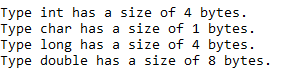 Type int has a size of 4 bytes.
Type char has a size of 1 bytes.
Type long has a size of 4 bytes.
Type double has a size of 8 bytes.